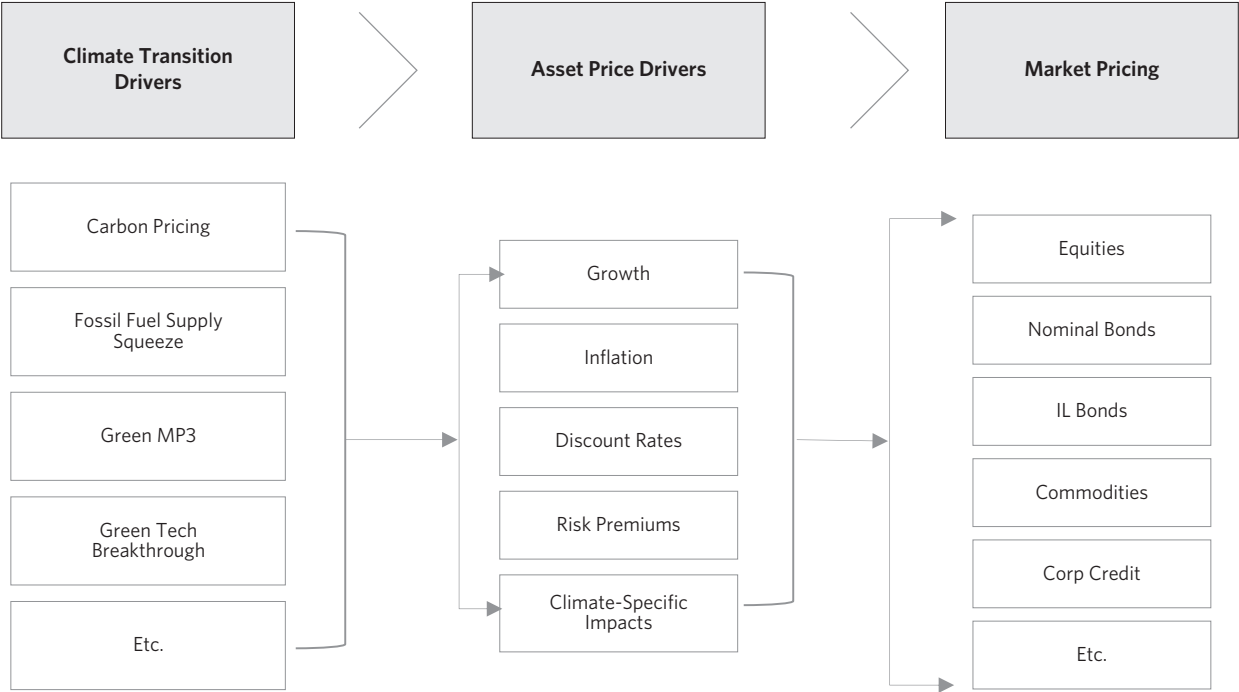 Climate Transition
Drivers
Asset Price Drivers
Market Pricing
Carbon Pricing
Fossil Fuel Supply
Squeeze
Green MP3
Green Tech
Breakthrough
Etc.
Growth
Inflation
Discount Rates
Risk Premiums
Climate-Specific
Impacts
Equities
Nominal Bonds
IL Bonds
Commodities
Corp Credit
Etc.